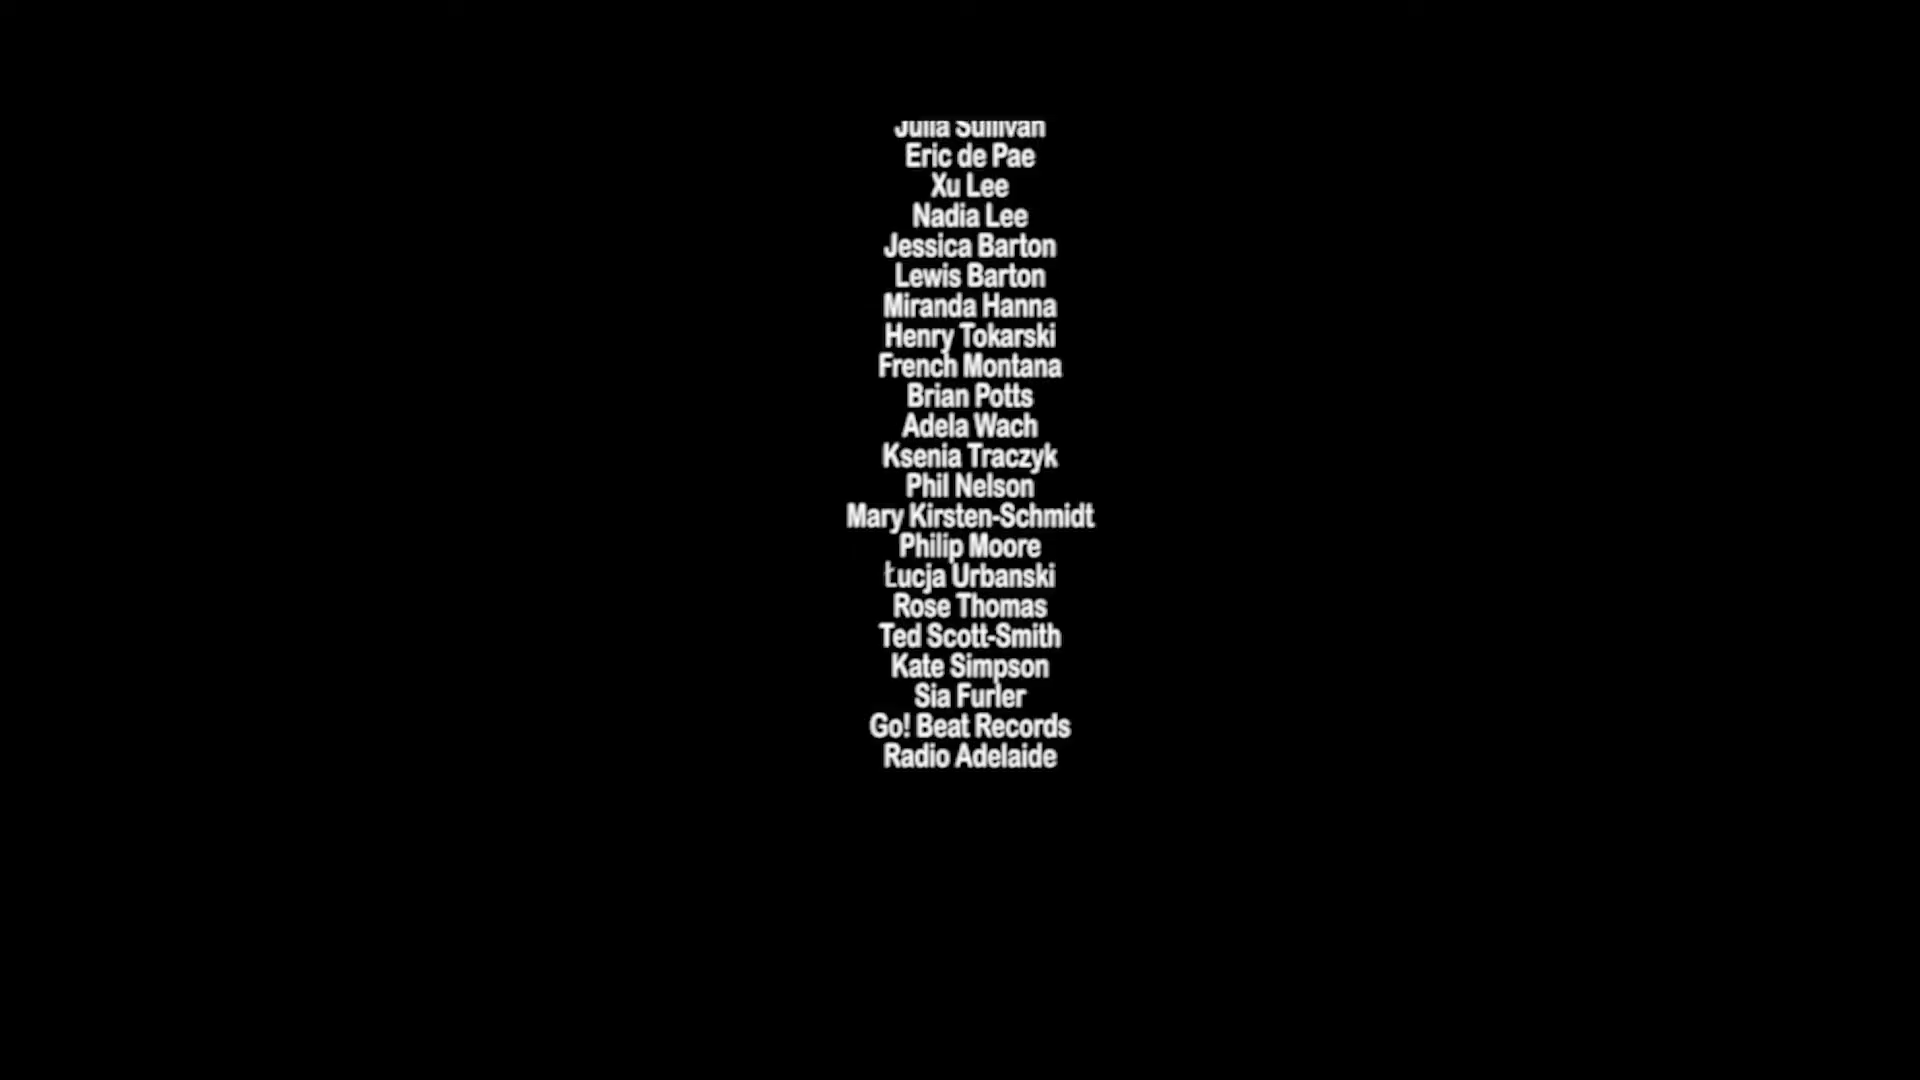 Julia Sullivan
Eric de Pae
Xu Lee
Nadia Lee
Jessica Barton
Lewis Barton
Miranda Hanna
Henry Tokarski
French Montana
Brian Potts
Adela Wach
Ksenia Traczyk
Phil Nelson
Mary Kirsten-Schmidt
Philip Moore
Łucja Urbanski
Rose Thomas
Ted Scott-Smith
Kate Simpson
Sia Furler
Go! Beat Records
Radio Adelaide